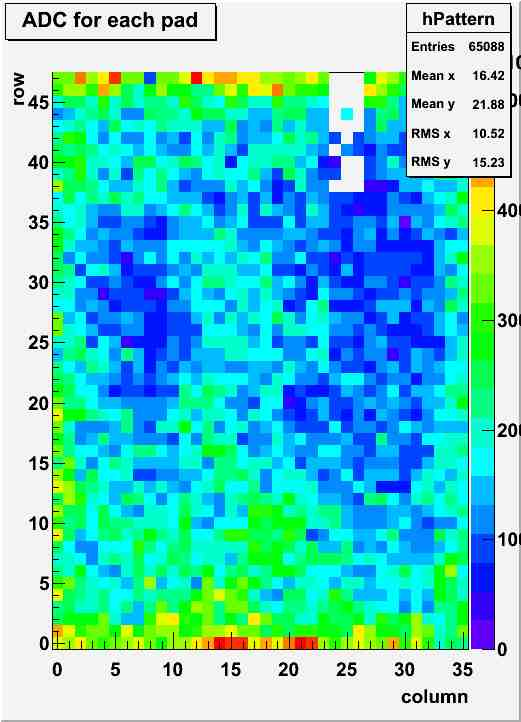 ADC for each pad
hPattern
Entries 65088
Mean x 16.42
Mean y 21.88
RMS x 10.52
RMS y 15.23
row
45
40
35
30
25
20
15
10
5
0
0 5 10 15 20 25 30 35
column
400
300
200
100
0